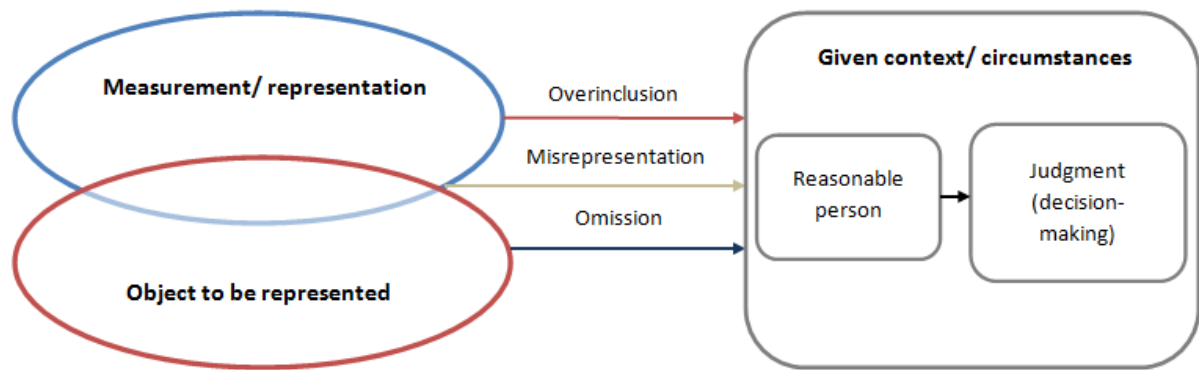 Measurement/ representation
Object to be represented
Overinclusion
Misrepresentation
Omission
Given context/ circumstances
Reasonable
person
Judgment
(decision-
making)